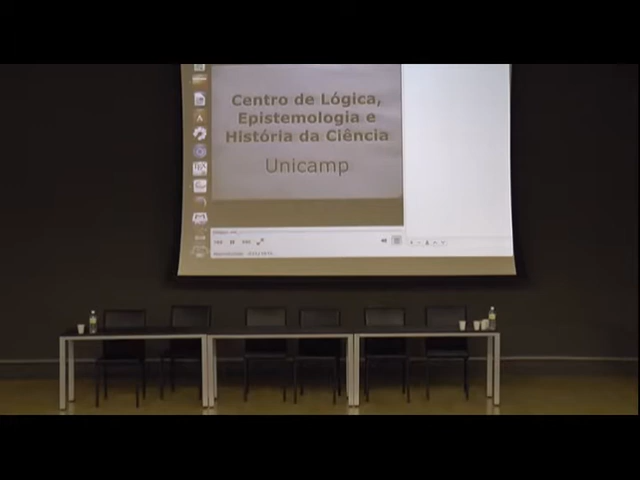 Centro de Lógica,
Epistemologia e
História da Ciência
Unicamp